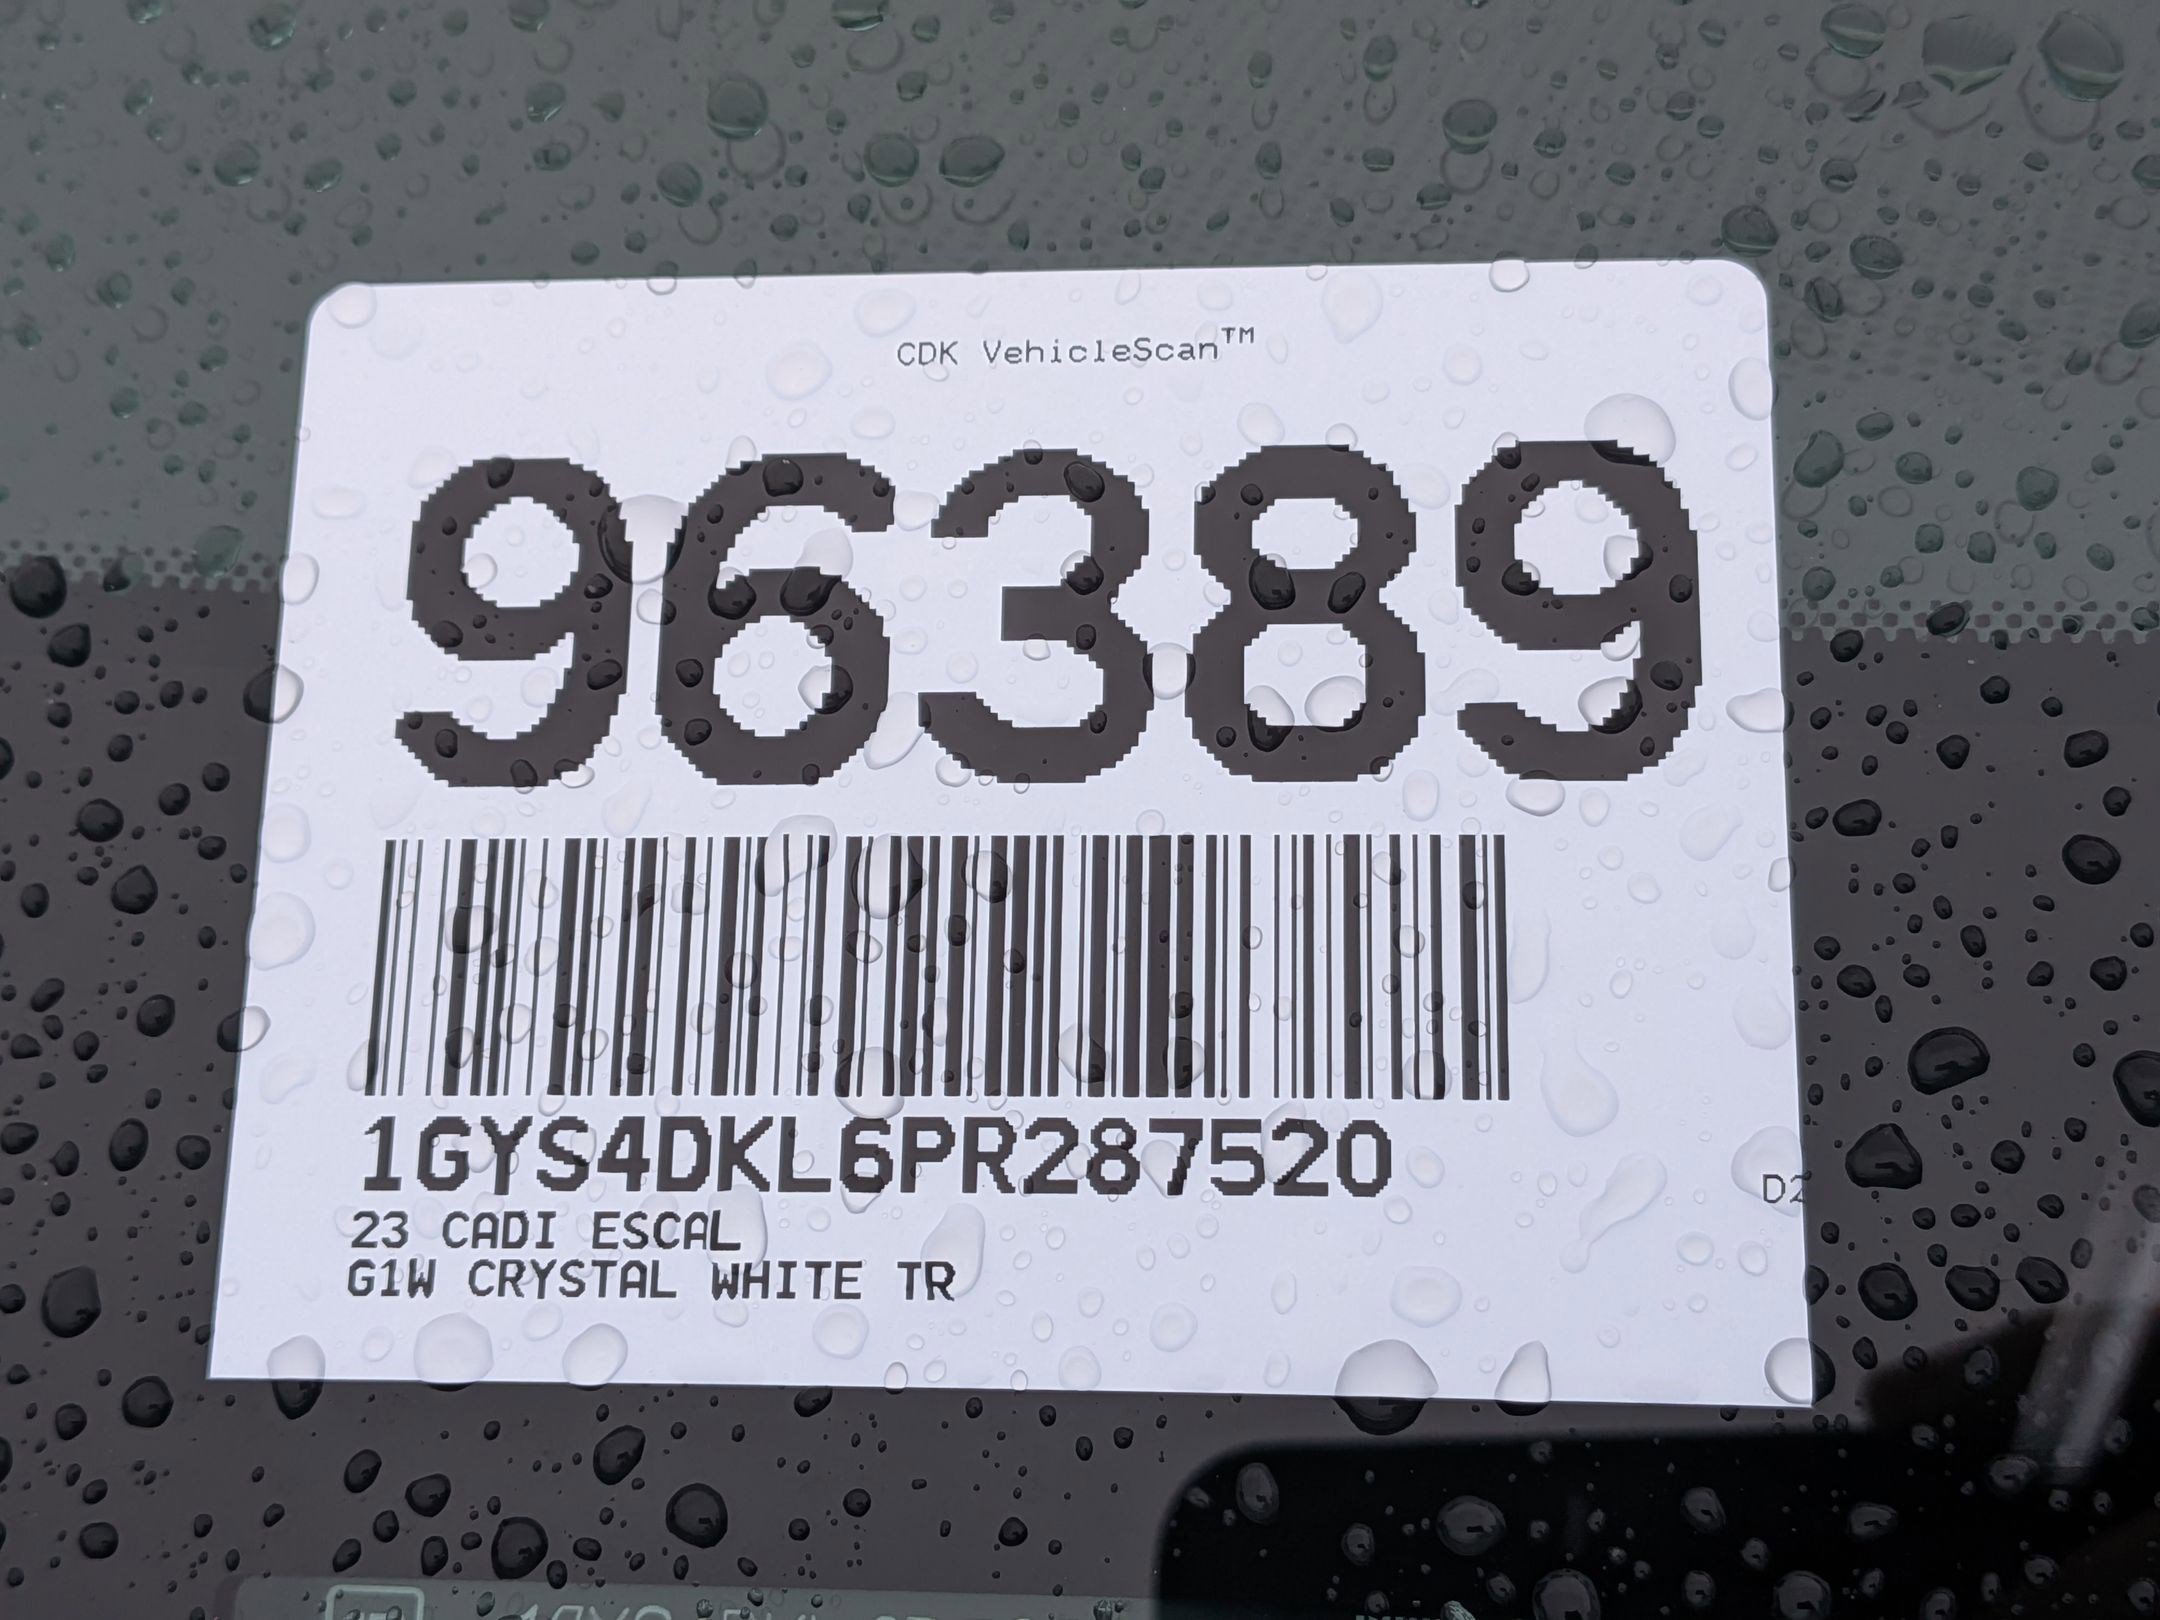 CDK VehicleScan™
96389
1GYS4DKL6PR287520
D2
23 CADI ESCAL
G1W CRYSTAL WHITE TR